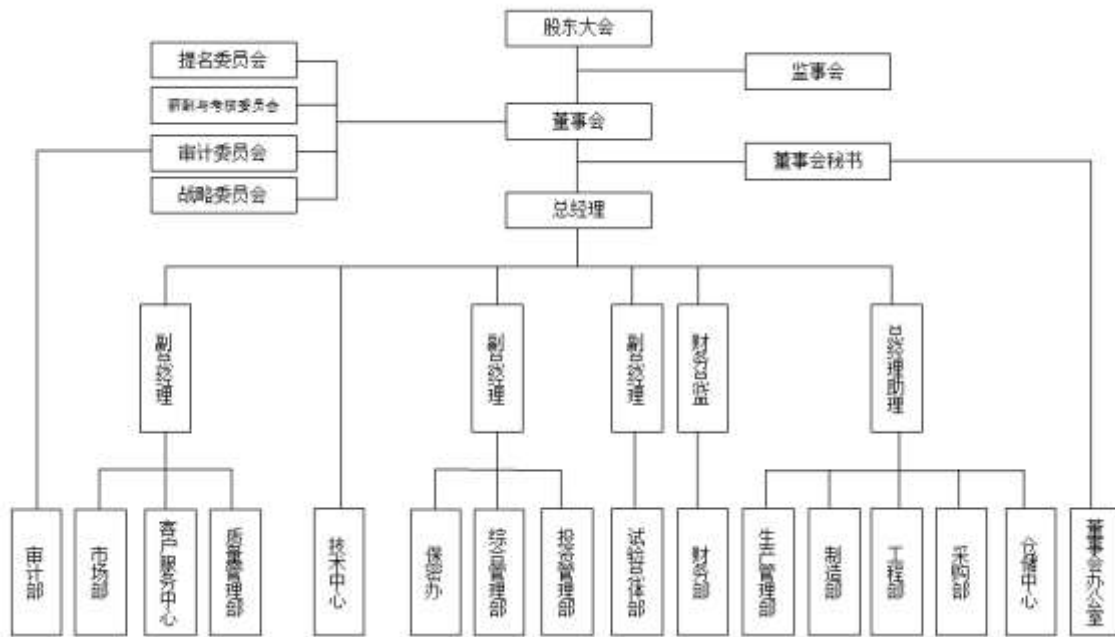 股东大会
提名委员会
监事会
薪酬与考核委员会
董事会
审计委员会
董事会秘书
战略委员会
总经理
副总经理
副总经理
副总经理
财务总监
总经理助理
审计部
市场部
客户服务中心
质量管理部
技术中心
保密办
综合管理部
投资管理部
试验总体部
财务部
生产管理部
制造部
工程部
采购部
仓储中心
董事会办公室